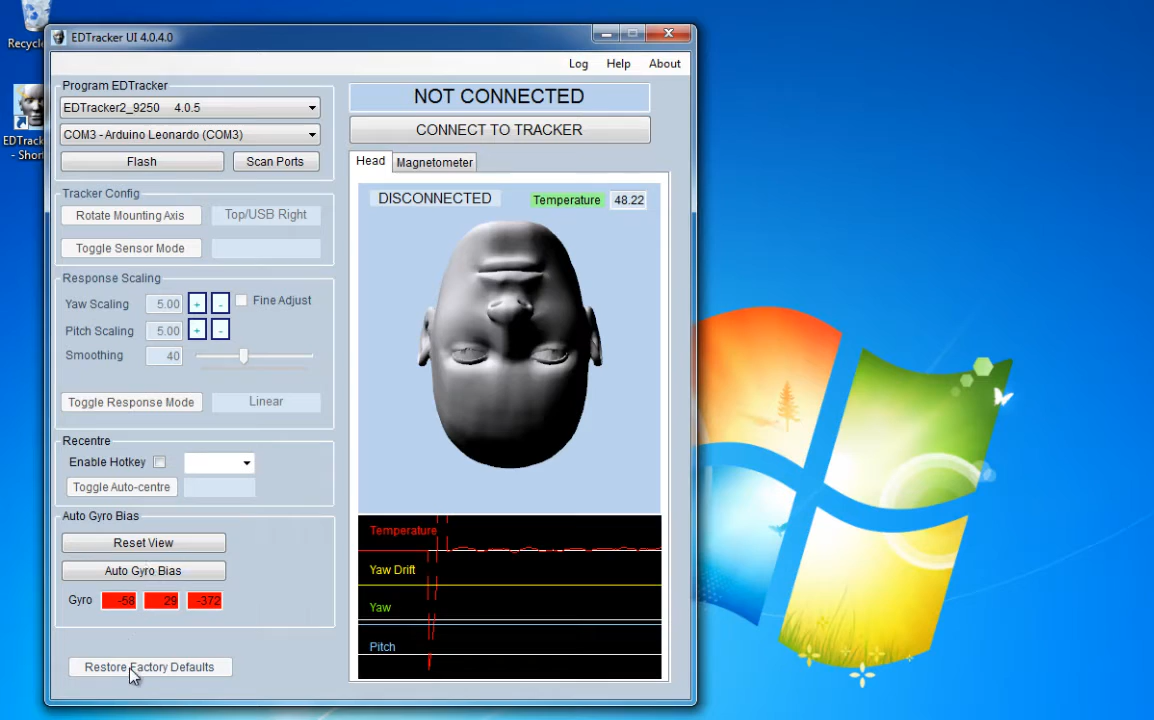 Recycl
EDTrack
- Shor
EDTracker UI 4.0.4.0
Log Help About
Program EDTracker
EDTracker2_9250 4.0.5
COM3 - Arduino Leonardo (COM3)
Flash Scan Ports
Tracker Config
Rotate Mounting Axis Top/USB Right
Toggle Sensor Mode
Response Scaling
Yaw Scaling 5.00 + - Fine Adjust
Pitch Scaling 5.00 + -
Smoothing 40
Toggle Response Mode Linear
Recentre
Enable Hotkey
Toggle Auto-centre
Auto Gyro Bias
Reset View
Auto Gyro Bias
Gyro -58 29 -372
Restore Factory Defaults
NOT CONNECTED
CONNECT TO TRACKER
Head Magnetometer
DISCONNECTED Temperature 48.22
Temperature
Yaw Drift
Yaw
Pitch